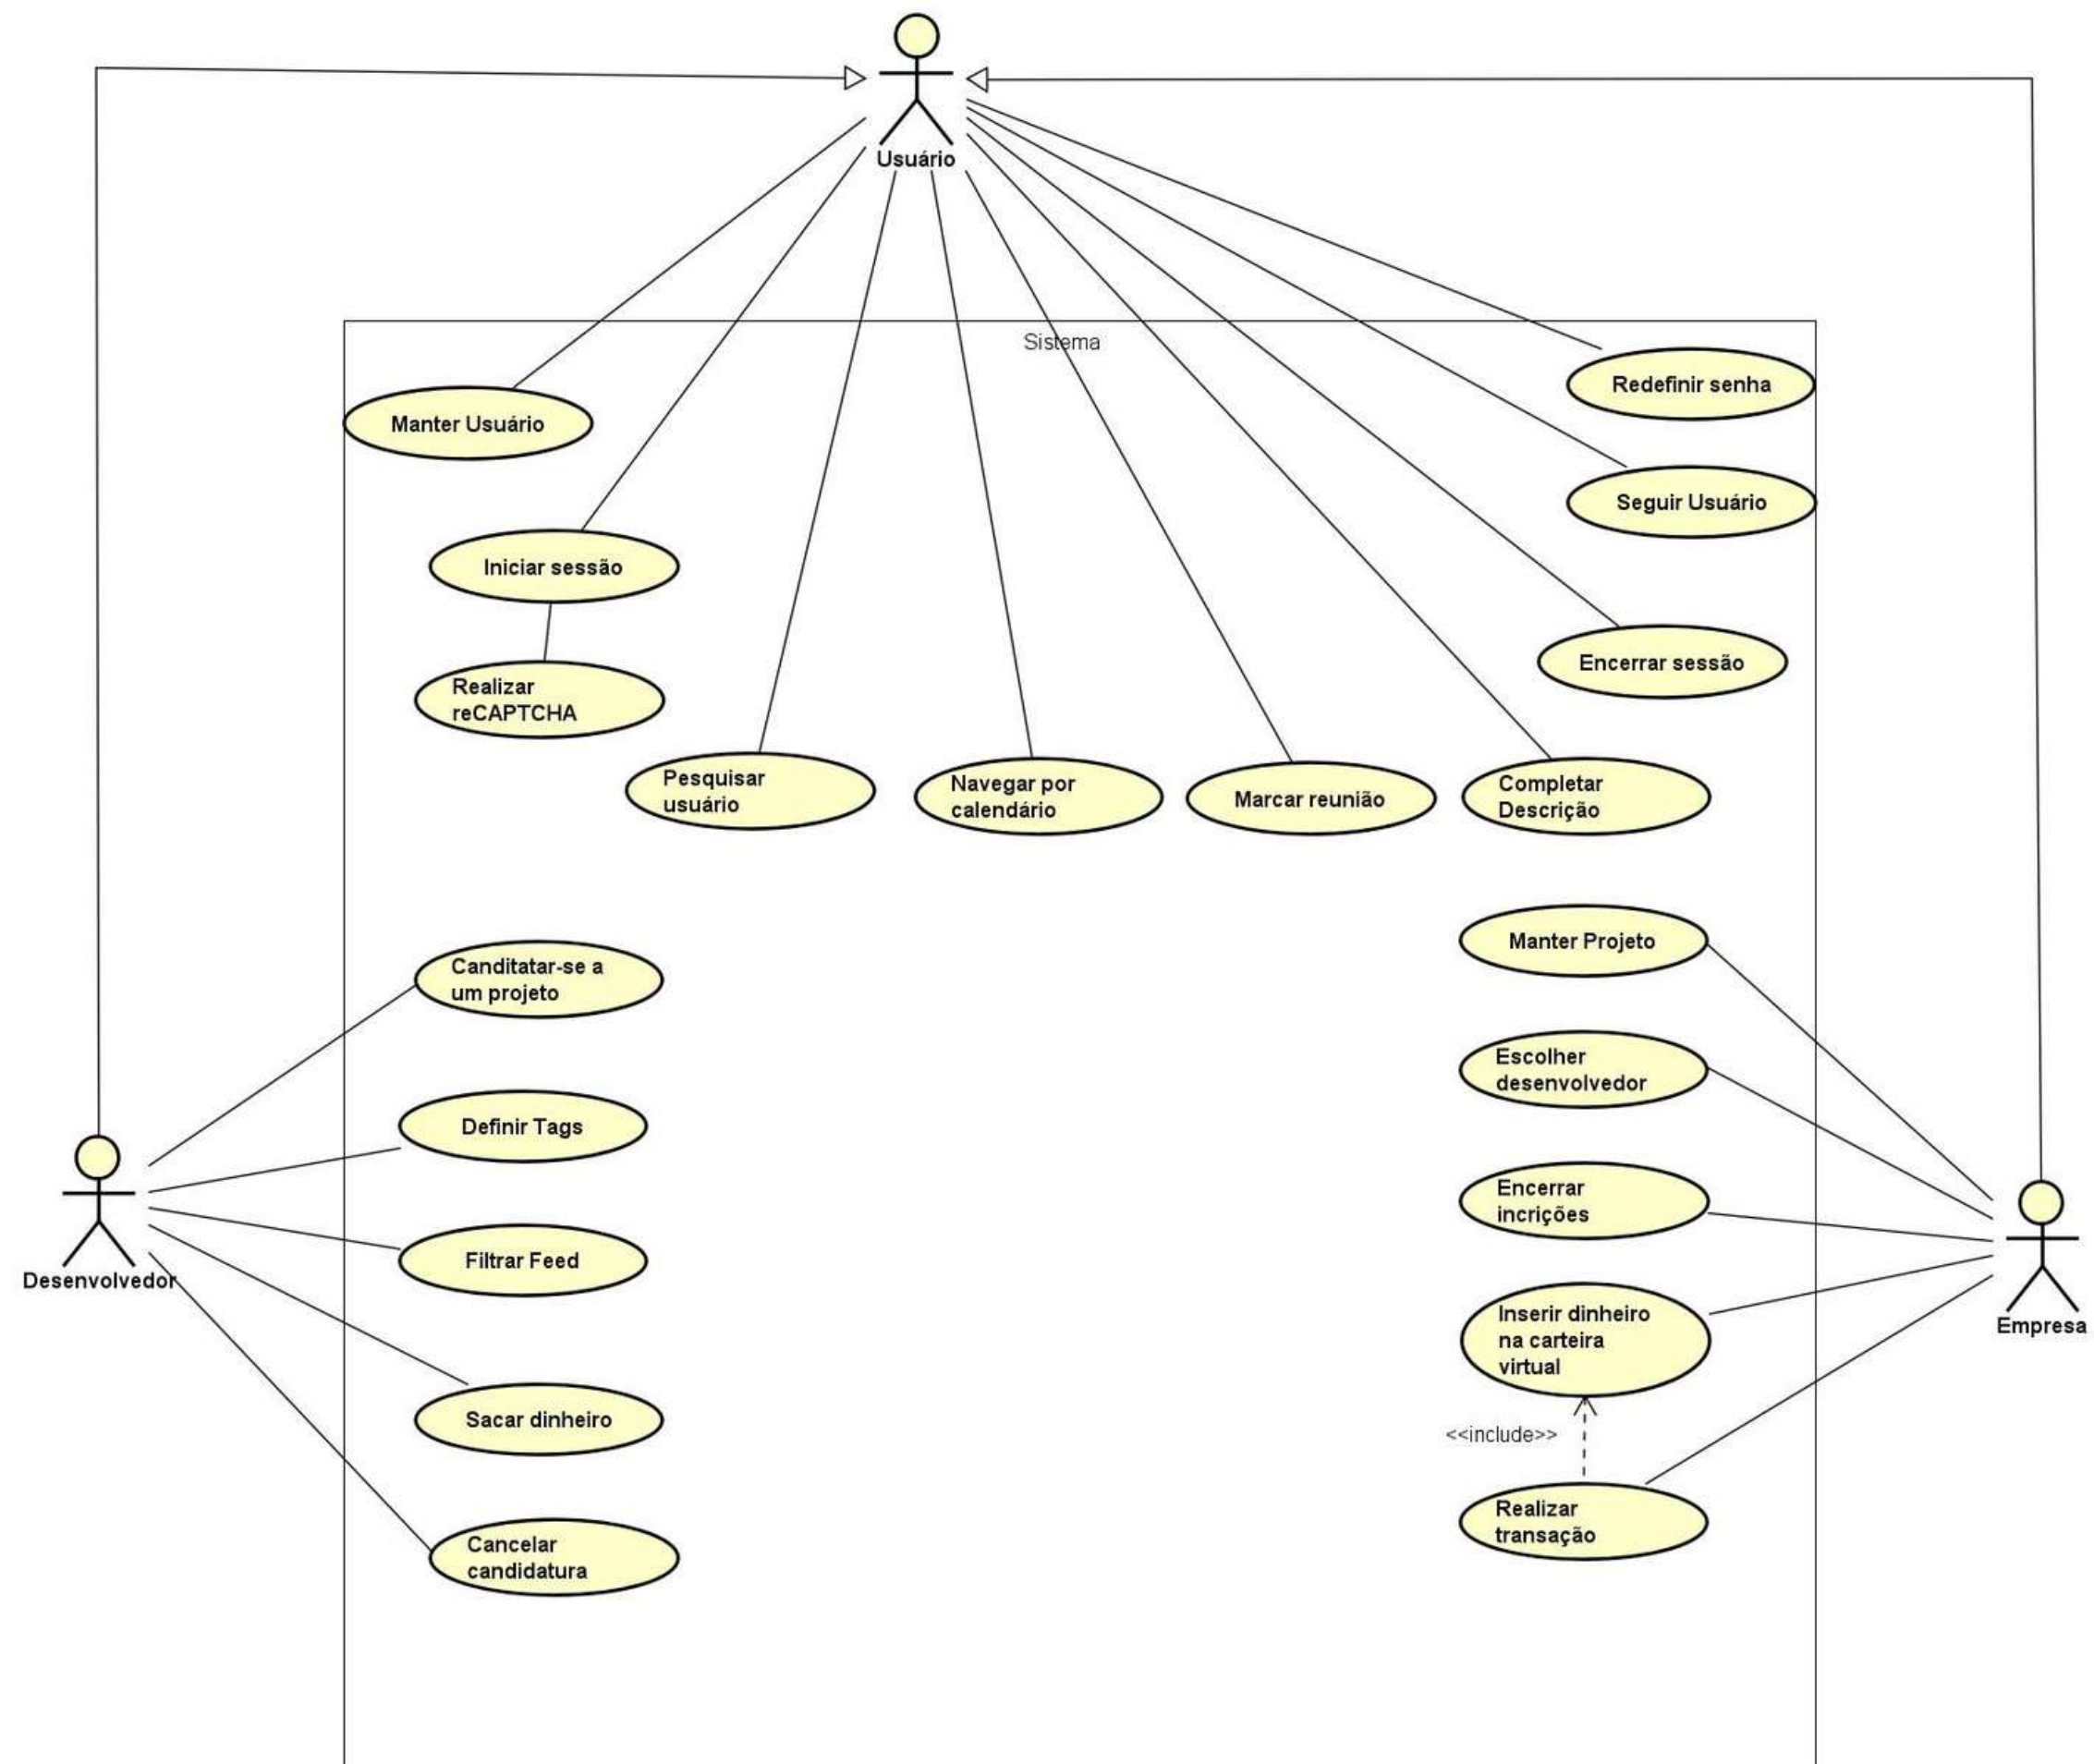 Usuário
Sistema
Redefinir senha
Manter Usuário
Seguir Usuário
Iniciar sessão
Encerrar sessão
Realizar
reCAPTCHA
Pesquisar
usuário
Navegar por
calendário
Marcar reunião
Completar
Descrição
Manter Projeto
Canditatar-se a
um projeto
Escolher
desenvolvedor
Definir Tags
Encerrar
incrições
Filtrar Feed
Desenvolvedor
Inserir dinheiro
na carteira
virtual
Empresa
Sacar dinheiro
<<include>>
Realizar
transação
Cancelar
candidatura